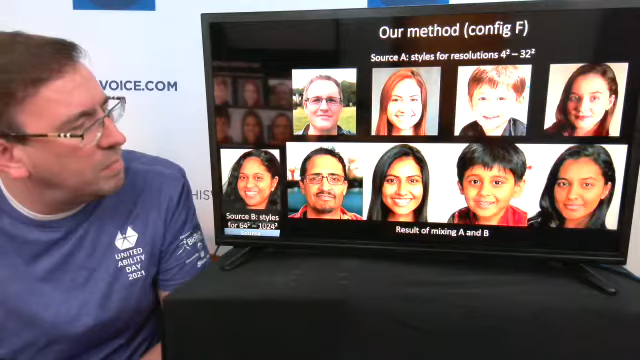 Our method (config F)
Source A: styles for resolutions 4² – 32²
VOICE.COM
Source B: styles
for 64² – 1024²
Result of mixing A and B
UNITED
ABILITY
DAY
2021